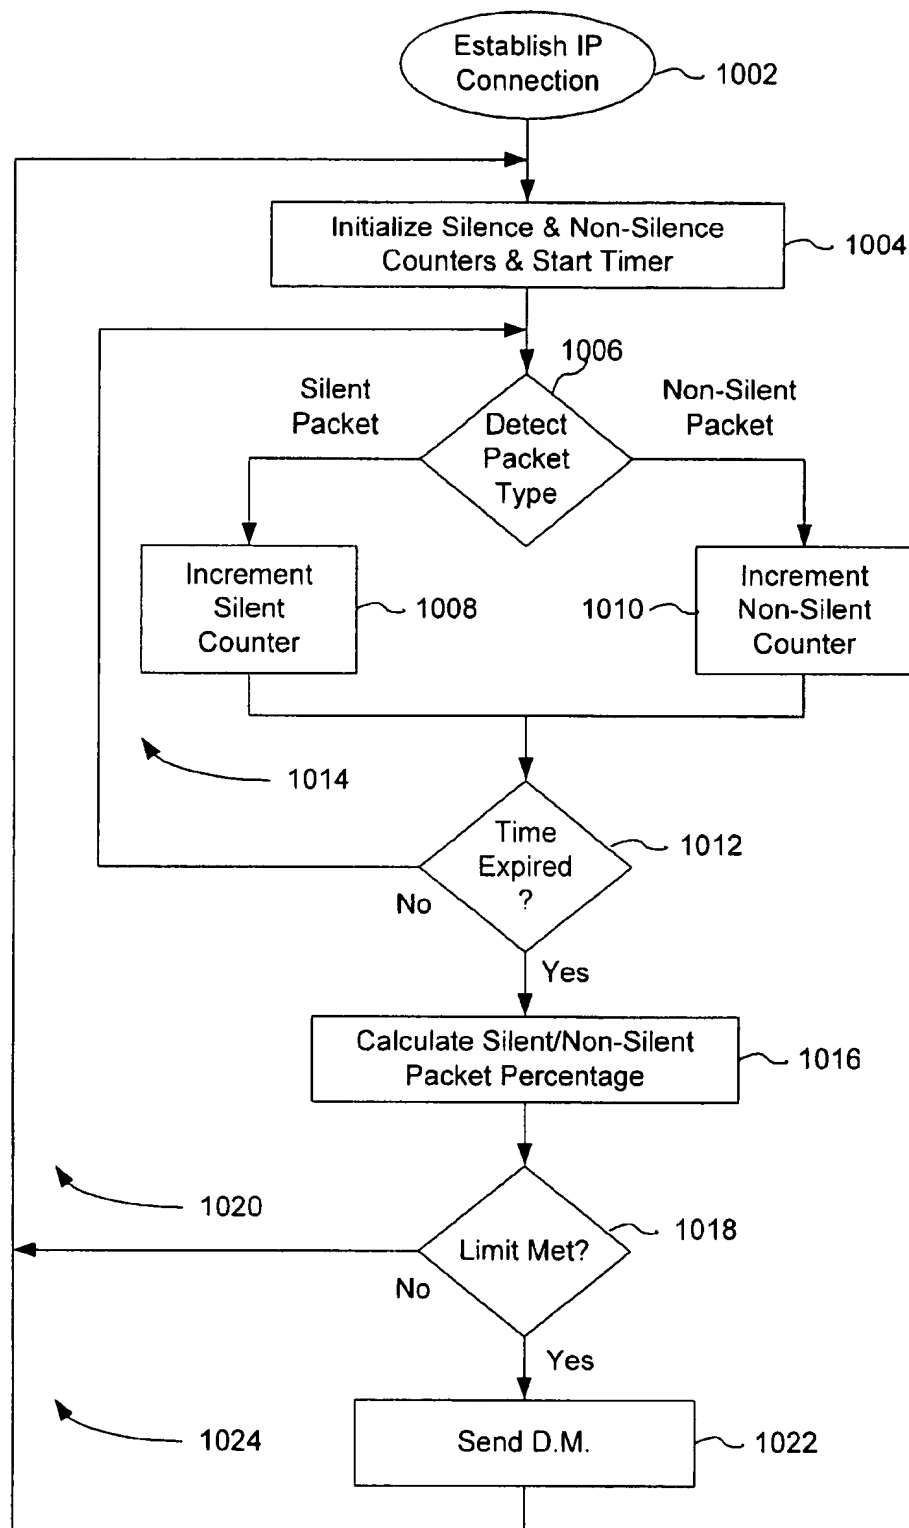 Establish IP
Connection
1002
Initialize Silence & Non-Silence
Counters & Start Timer
1004
1006
Silent
Packet
Non-Silent
Packet
Detect
Packet
Type
Increment
Silent
Counter
1008
1010
Increment
Non-Silent
Counter
1014
Time
Expired
?
1012
No
Yes
Calculate Silent/Non-Silent
Packet Percentage
1016
1020
Limit Met?
1018
No
Yes
1024
Send D.M.
1022